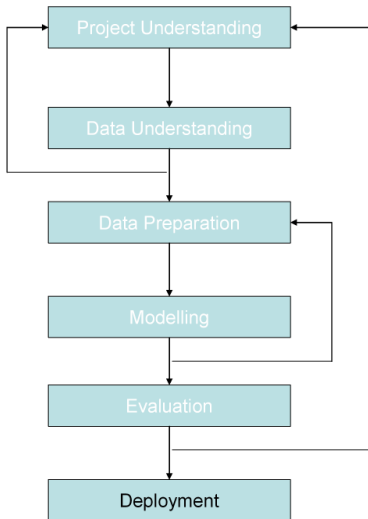 Project Understanding
Data Understanding
Data Preparation
Modelling
Evaluation
Deployment